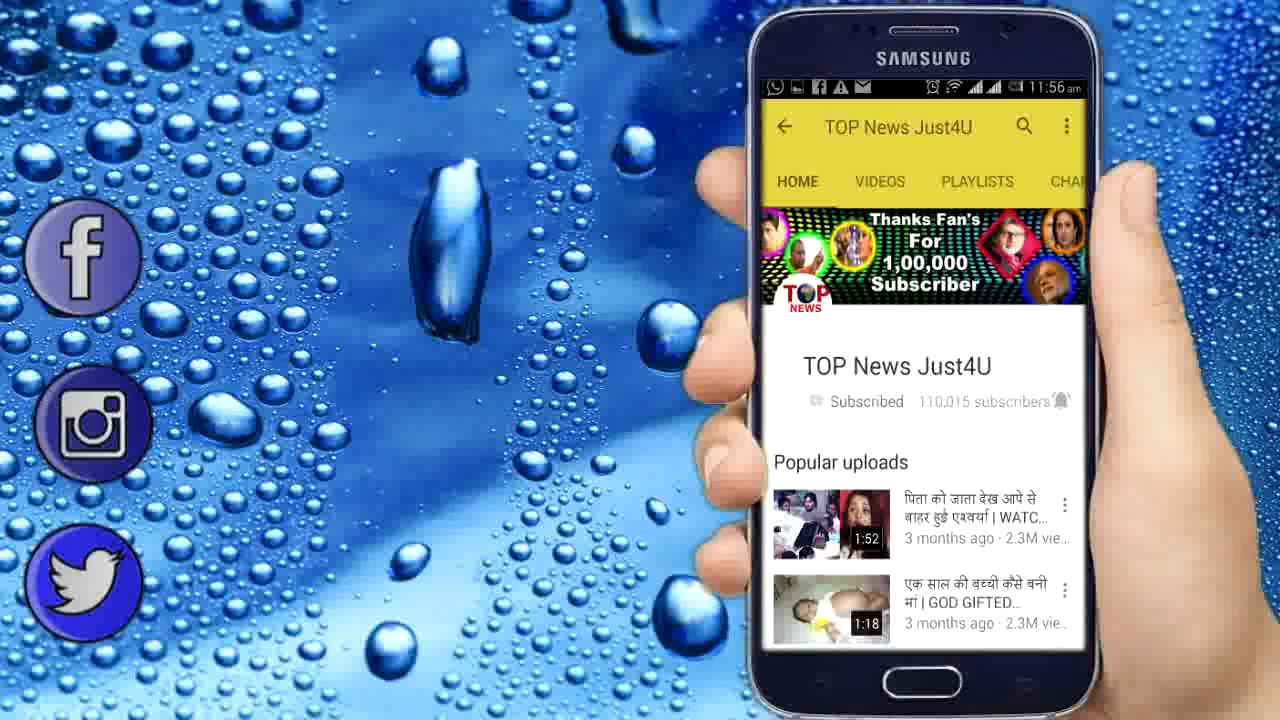 SAMSUNG
11:56 am
TOP News Just4U
HOME VIDEOS PLAYLISTS CHA
Thanks Fan's
For
1,00,000
Subscriber
TOP
NEWS
TOP News Just4U
Subscribed 110,015 subscribers
Popular uploads
पिता को जाता देख आपे से
बाहर हुई एश्वर्या | WATC...
3 months ago · 2.3M vie...
1:52
एक साल की बच्ची कैसे बनी
मां | GOD GIFTED...
3 months ago · 2.3M vie...
1:18